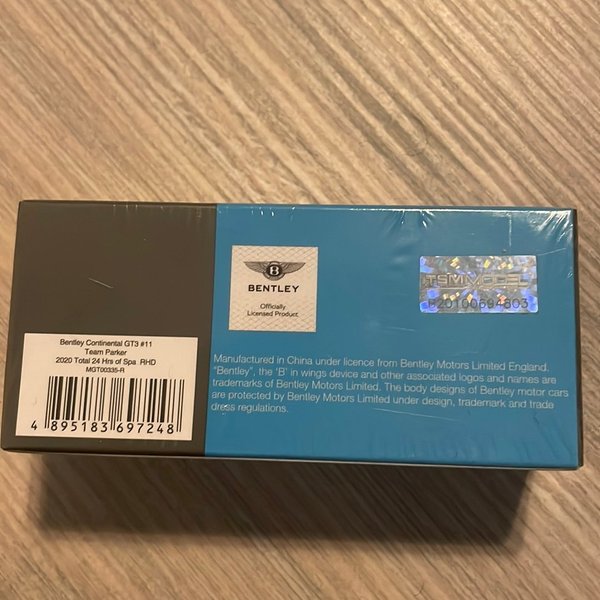 Bentley Continental GT3 #11
Team Parker
2020 Total 24 Hrs of Spa RHD
MGT00335-R
4 895183 697248
B
BENTLEY
Officially
Licensed Product
TSMMODEL
020100694803
Manufactured in China under licence from Bentley Motors Limited England.
"Bentley", the 'B' in wings device and other associated logos and names are
trademarks of Bentley Motors Limited. The body designs of Bentley motor cars
are protected by Bentley Motors Limited under design, trademark and trade
dress regulations.